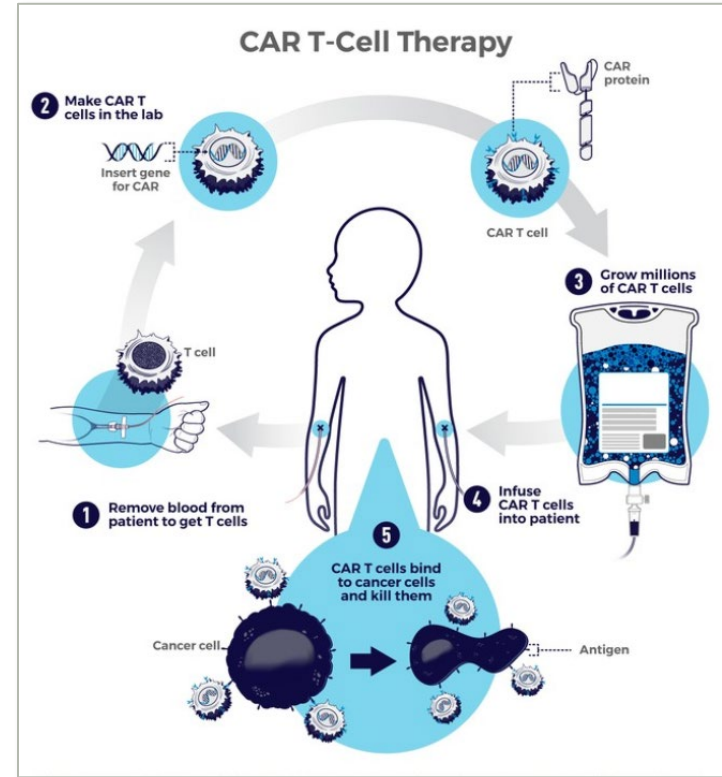 CAR T-Cell Therapy
CAR
protein
2 Make CAR T
cells in the lab
Insert gene
for CAR
CAR T cell
3 Grow millions
of CAR T cells
T cell
1 Remove blood from
patient to get T cells
4 Infuse
CAR T cells
into patient
5
CAR T cells bind
to cancer cells
and kill them
Cancer cell
Antigen